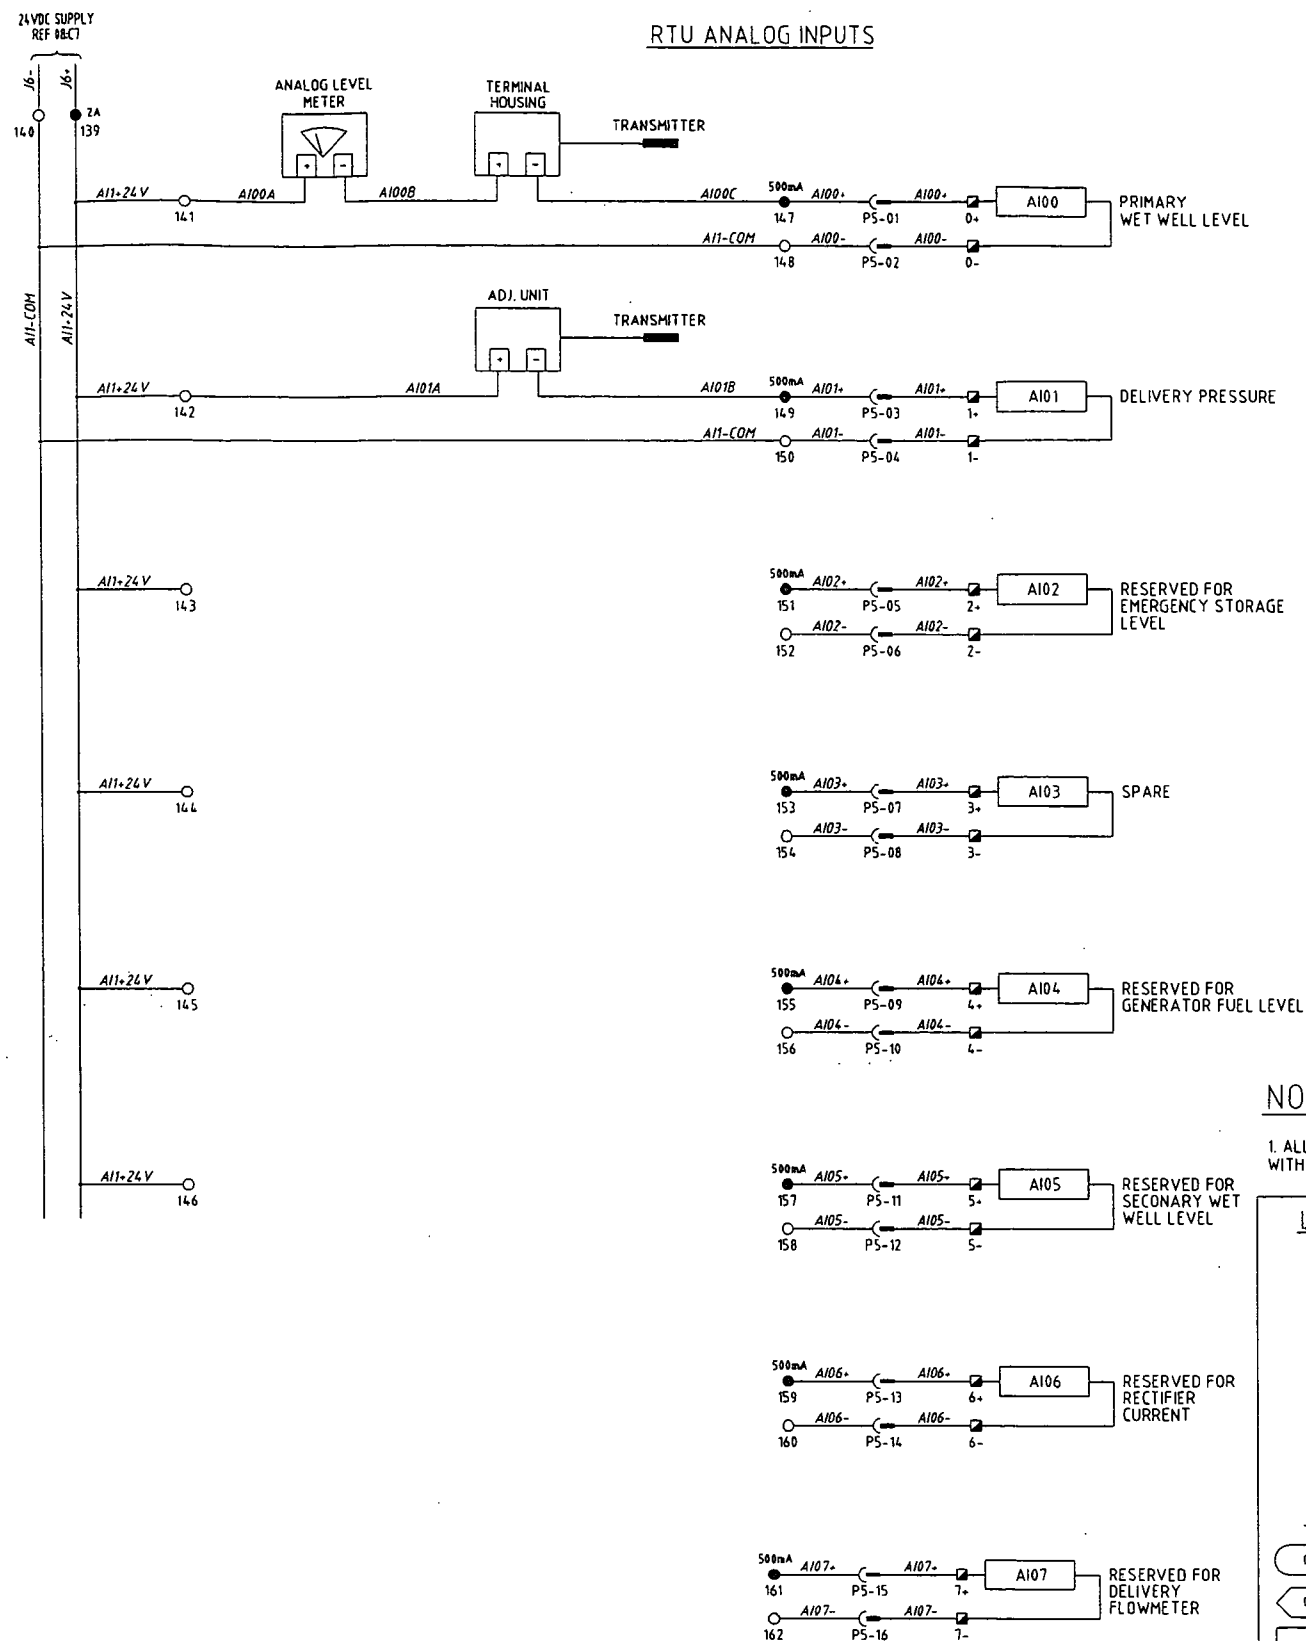 24VDC SUPPLY
REF 08:C7
RTU ANALOG INPUTS
J6-
J6+
140
2A
139
ANALOG LEVEL
METER
+
-
TERMINAL
HOUSING
+
-
TRANSMITTER
AI1+24V
141
AI00A
AI00B
AI00C
500mA
147
AI00+
P5-01
AI00+
0+
AI00
PRIMARY
WET WELL LEVEL
AI1-COM
148
AI00-
P5-02
AI00-
0-
AI1-COM
AI1+24V
ADJ. UNIT
+
-
TRANSMITTER
AI1+24V
142
AI01A
AI01B
500mA
149
AI01+
P5-03
AI01+
1+
AI01
DELIVERY PRESSURE
AI1-COM
150
AI01-
P5-04
AI01-
1-
AI1+24V
143
500mA
151
AI02+
P5-05
AI02+
2+
AI02
RESERVED FOR
EMERGENCY STORAGE
LEVEL
152
AI02-
P5-06
AI02-
2-
AI1+24V
144
500mA
153
AI03+
P5-07
AI03+
3+
AI03
SPARE
154
AI03-
P5-08
AI03-
3-
AI1+24V
145
500mA
155
AI04+
P5-09
AI04+
4+
AI04
RESERVED FOR
GENERATOR FUEL LEVEL
156
AI04-
P5-10
AI04-
4-
NO
1. ALL
WITH
AI1+24V
146
500mA
157
AI05+
P5-11
AI05+
5+
AI05
RESERVED FOR
SECONARY WET
WELL LEVEL
158
AI05-
P5-12
AI05-
5-
500mA
159
AI06+
P5-13
AI06+
6+
AI06
RESERVED FOR
RECTIFIER
CURRENT
160
AI06-
P5-14
AI06-
6-
500mA
161
AI07+
P5-15
AI07+
7+
AI07
RESERVED FOR
DELIVERY
FLOWMETER
162
AI07-
P5-16
AI07-
7-